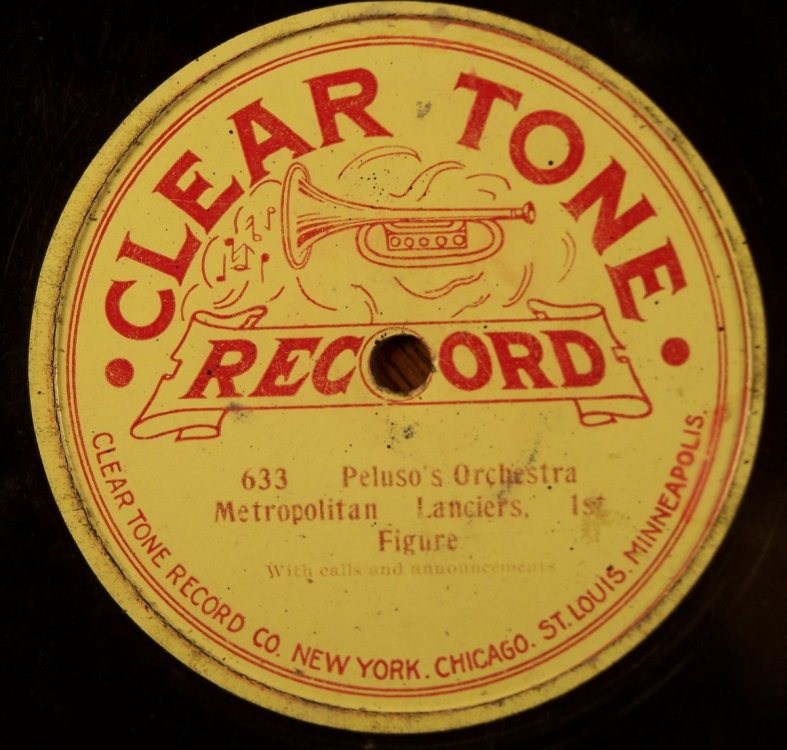 CLEAR TONE
RECORD
633 Peluso's Orchestra
Metropolitan Lanciers, 1st
Figure
With calls and announcements
CLEAR TONE RECORD CO. NEW YORK. CHICAGO. ST. LOUIS. MINNEAPOLIS.